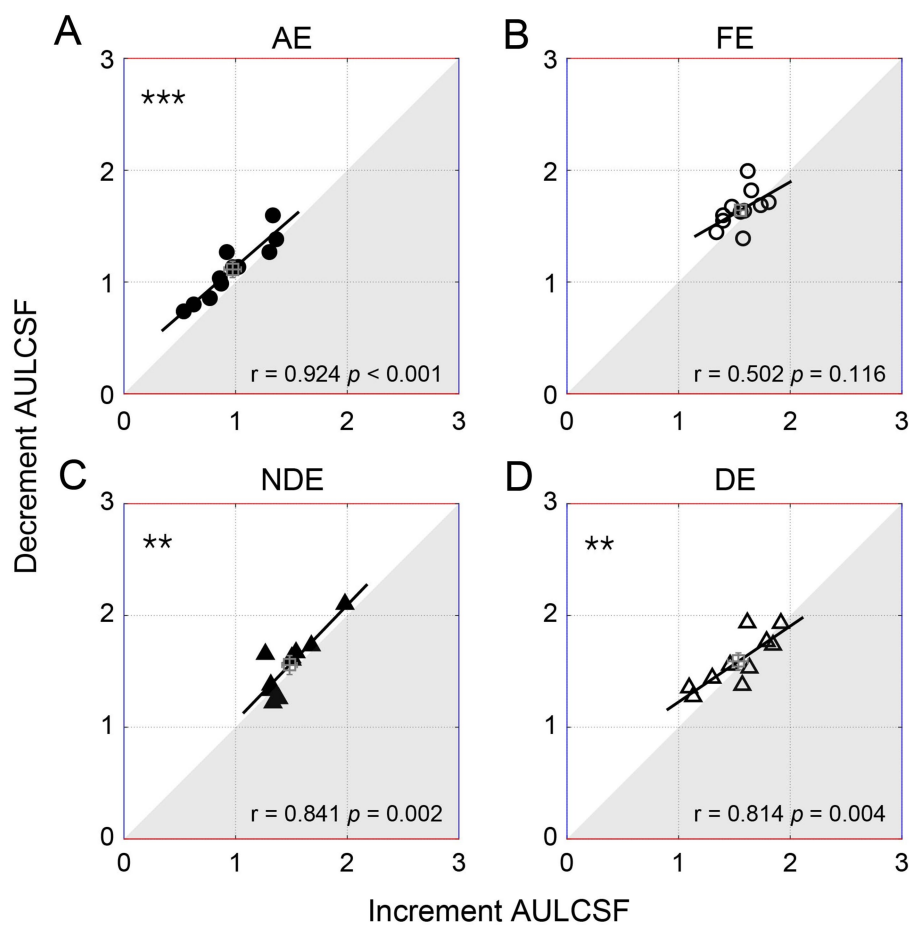 A
AE
3
2
1
0
***
r = 0.924 p < 0.001
0 1 2 3
B
FE
3
2
1
0
r = 0.502 p = 0.116
0 1 2 3
C
NDE
3
2
1
0
**
r = 0.841 p = 0.002
0 1 2 3
D
DE
3
2
1
0
**
r = 0.814 p = 0.004
0 1 2 3
Decrement AULCSF
Increment AULCSF